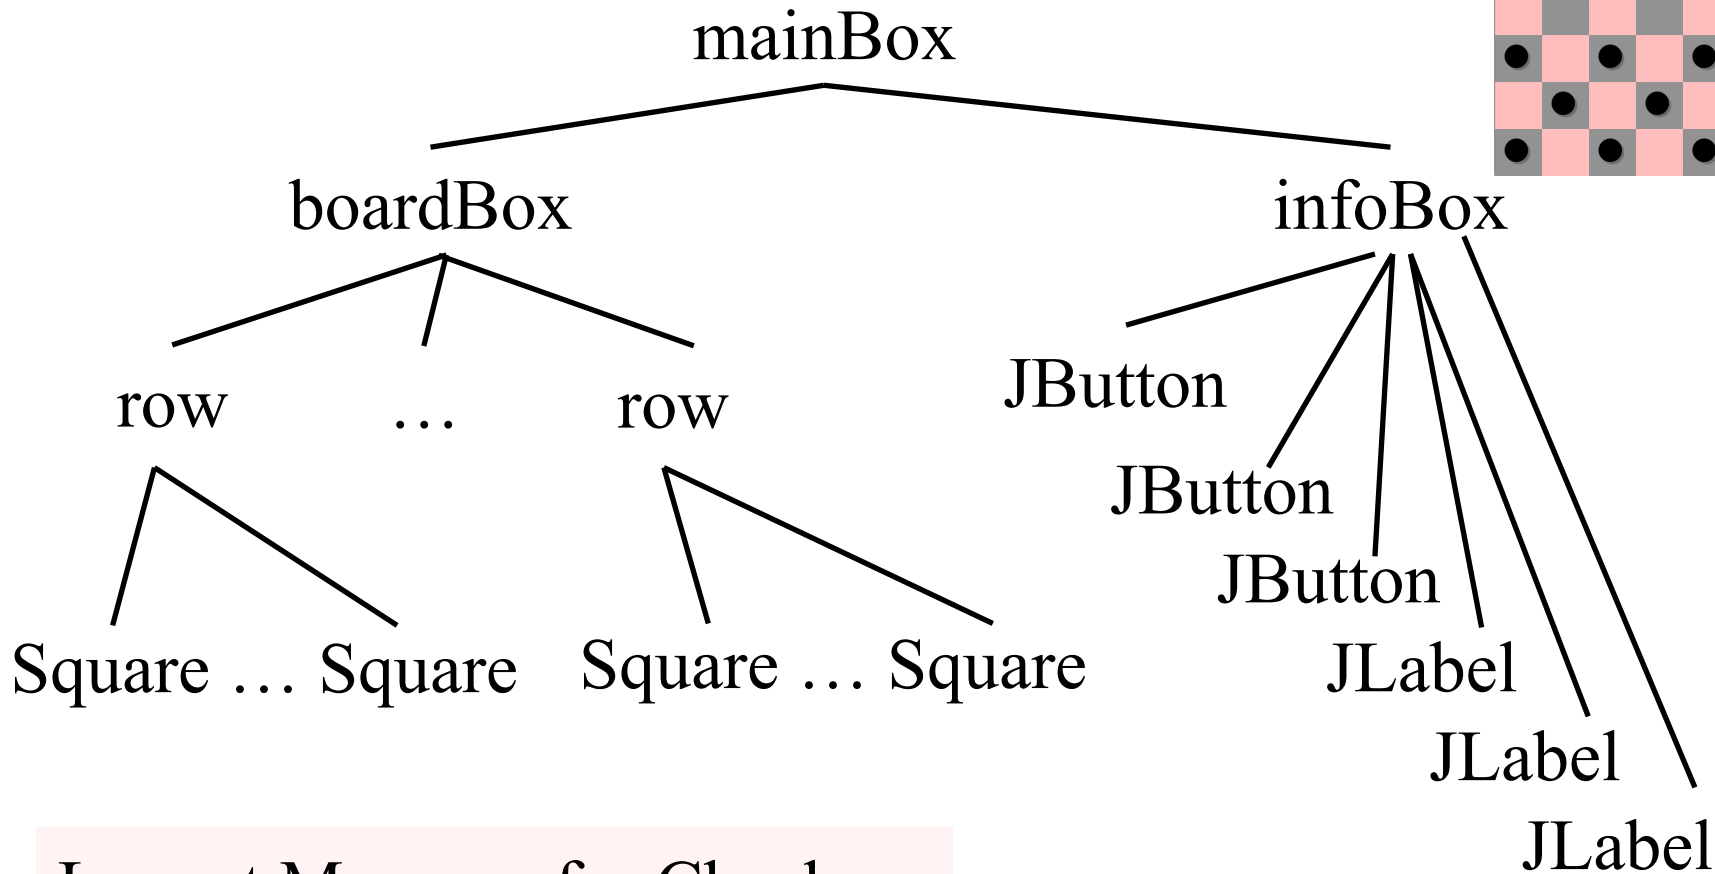 mainBox
boardBox infoBox
row … row
JButton
JButton
JButton
Square … Square Square … Square
JLabel
JLabel
JLabel